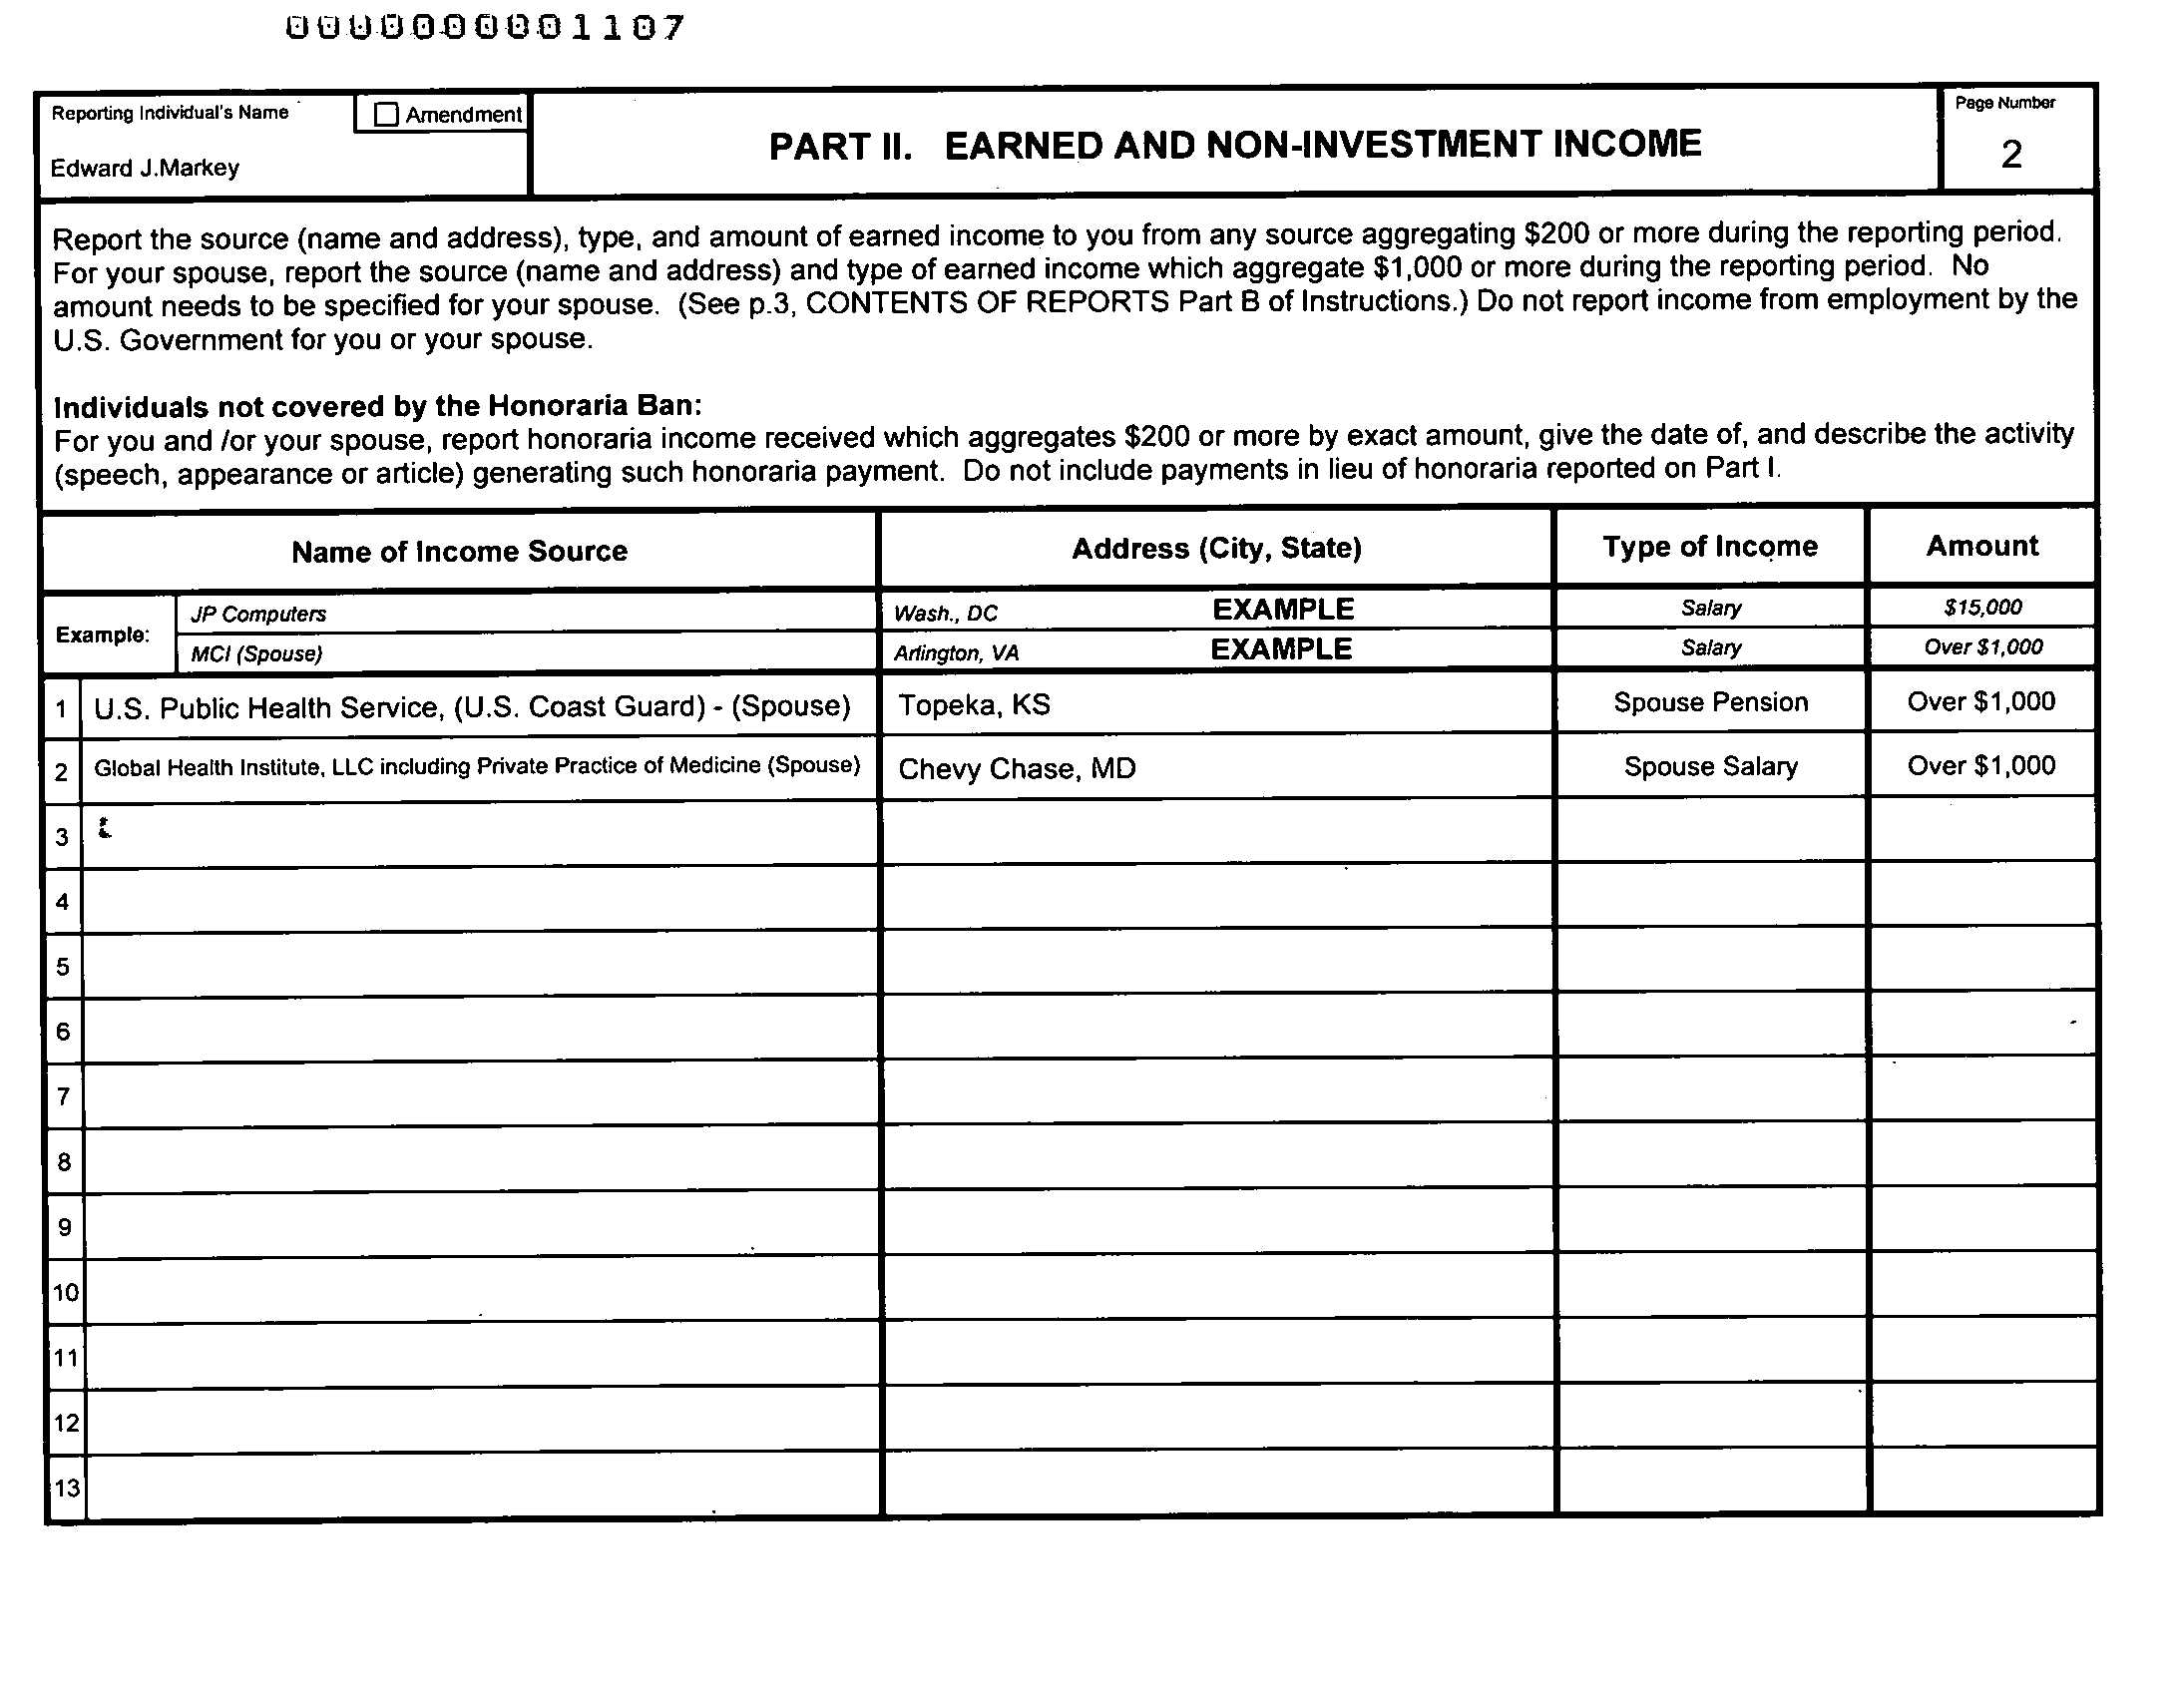 0000000001107
Reporting Individual's Name
Amendment
Edward J.Markey
PART II. EARNED AND NON-INVESTMENT INCOME
Page Number
2
Report the source (name and address), type, and amount of earned income to you from any source aggregating $200 or more during the reporting period.
For your spouse, report the source (name and address) and type of earned income which aggregate $1,000 or more during the reporting period. No
amount needs to be specified for your spouse. (See p.3, CONTENTS OF REPORTS Part B of Instructions.) Do not report income from employment by the
U.S. Government for you or your spouse.
Individuals not covered by the Honoraria Ban:
For you and /or your spouse, report honoraria income received which aggregates $200 or more by exact amount, give the date of, and describe the activity
(speech, appearance or article) generating such honoraria payment. Do not include payments in lieu of honoraria reported on Part I.
Name of Income Source Address (City, State) Type of Income Amount
Example:
JP Computers Wash., DC EXAMPLE Salary $15,000
MCI (Spouse) Arlington, VA EXAMPLE Salary Over $1,000
1 U.S. Public Health Service, (U.S. Coast Guard) - (Spouse) Topeka, KS Spouse Pension Over $1,000
2 Global Health Institute, LLC including Private Practice of Medicine (Spouse) Chevy Chase, MD Spouse Salary Over $1,000
3
4
5
6
7
8
9
10
11
12
13